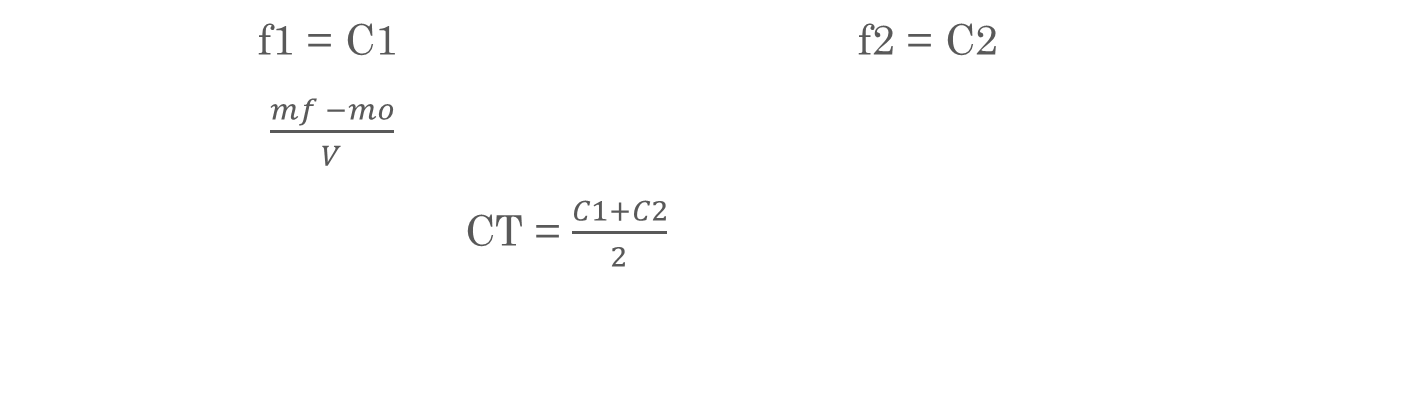 f1 = C1
f2 = C2
mf −mo
V
CT = C1+C2
2